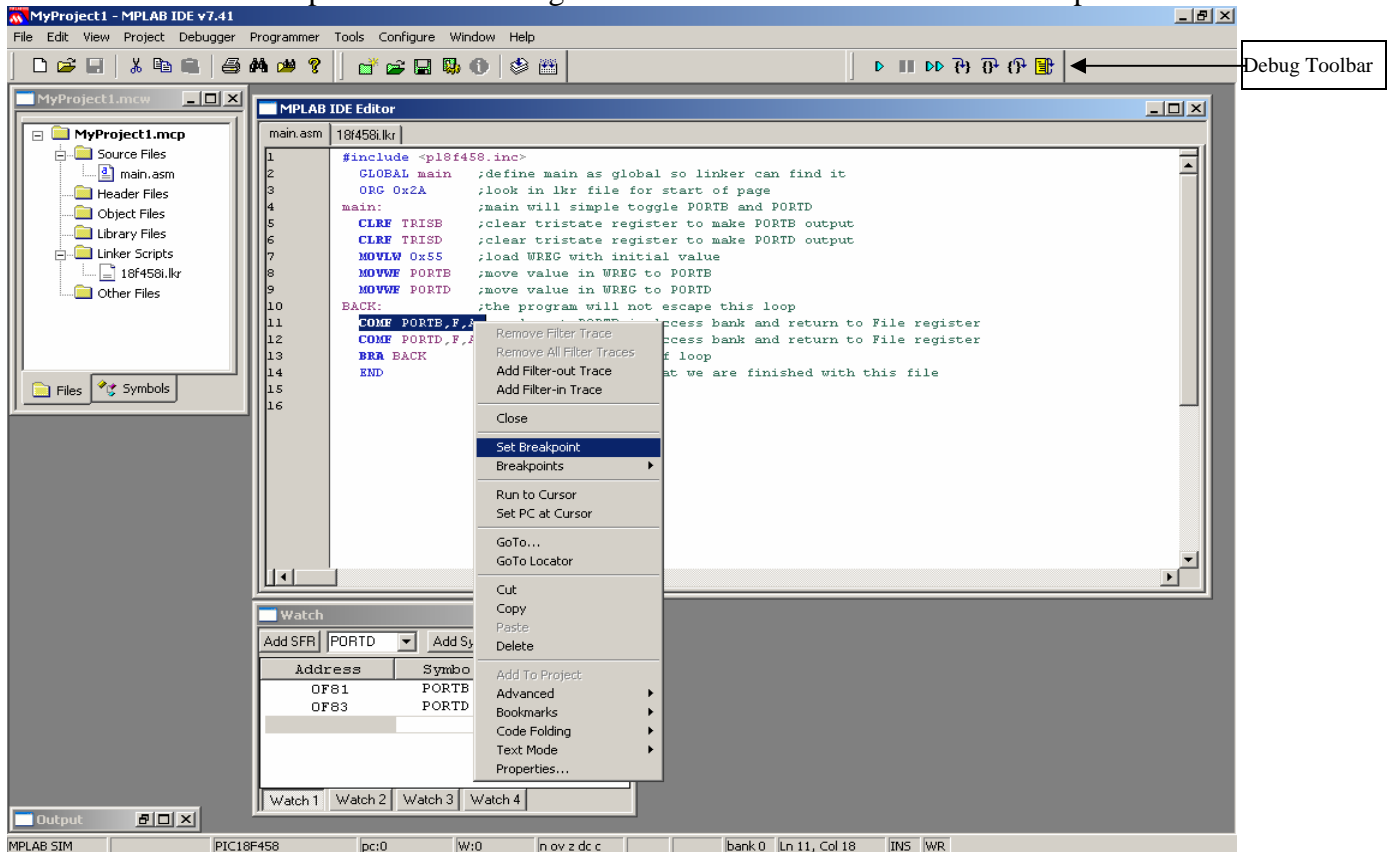 MyProject1 - MPLAB IDE v7.41
File Edit View Project Debugger Programmer Tools Configure Window Help
Debug Toolbar
MyProject1.mcw
MyProject1.mcp
Source Files
main.asm
Header Files
Object Files
Library Files
Linker Scripts
18f458i.lkr
Other Files
Files Symbols
MPLAB IDE Editor
main.asm 18f458i.lkr
1 #include <p18f458.inc>
2 GLOBAL main ;define main as global so linker can find it
3 ORG 0x2A ;look in lkr file for start of page
4 main: ;main will simple toggle PORTB and PORTD
5 CLRF TRISB ;clear tristate register to make PORTB output
6 CLRF TRISD ;clear tristate register to make PORTD output
7 MOVLW 0x55 ;load WREG with initial value
8 MOVWF PORTB ;move value in WREG to PORTB
9 MOVWF PORTD ;move value in WREG to PORTD
10 BACK: ;the program will not escape this loop
11 COMF PORTB,F, bank and return to File register
12 COMF PORTD,F, bank and return to File register
13 BRA BACK loop
14 END we are finished with this file
15
16
Remove Filter Trace
Remove All Filter Traces
Add Filter-out Trace
Add Filter-in Trace
Close
Set Breakpoint
Breakpoints
Run to Cursor
Set PC at Cursor
GoTo...
GoTo Locator
Cut
Copy
Paste
Delete
Add To Project
Advanced
Bookmarks
Code Folding
Text Mode
Properties...
Watch
Add SFR PORTD Add Sy
Address Symbo
0F81 PORTB
0F83 PORTD
Watch 1 Watch 2 Watch 3 Watch 4
Output
MPLAB SIM PIC18F458 pc:0 W:0 n ov z dc c bank 0 Ln 11, Col 18 INS WR